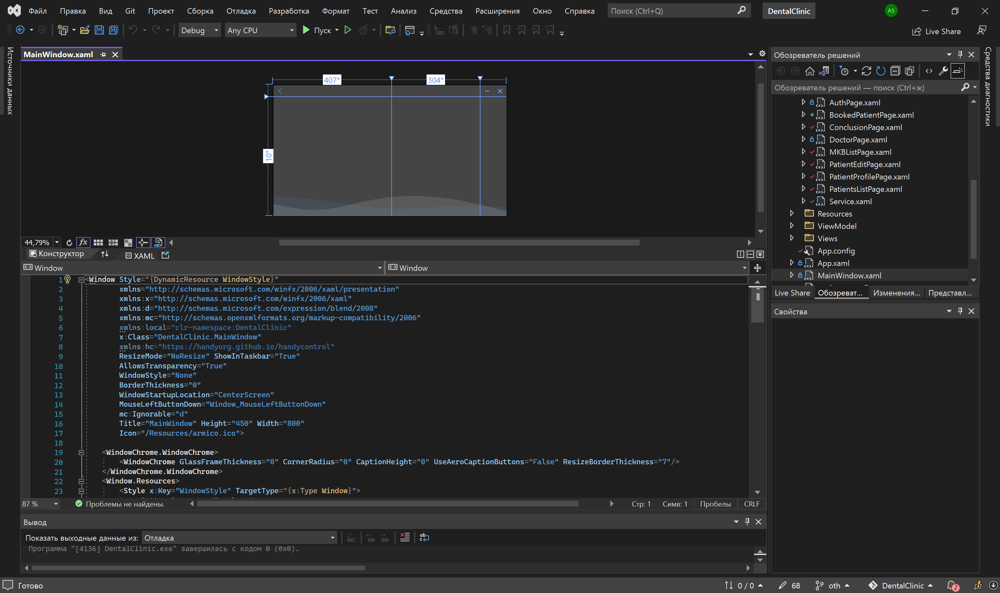 Файл Правка Вид Git Проект Сборка Отладка Разработка Формат Тест Анализ Средства Расширения Окно Справка Поиск (Ctrl+Q) DentalClinic AS
Debug Any CPU Пуск Live Share
Источники данных
MainWindow.xaml
407* 304*
10*
44,79%
Конструктор XAML
Window Window
1 <Window Style="{DynamicResource WindowStyle}"
2 xmlns="http://schemas.microsoft.com/winfx/2006/xaml/presentation"
3 xmlns:x="http://schemas.microsoft.com/winfx/2006/xaml"
4 xmlns:d="http://schemas.microsoft.com/expression/blend/2008"
5 xmlns:mc="http://schemas.openxmlformats.org/markup-compatibility/2006"
6 xmlns:local="clr-namespace:DentalClinic"
7 x:Class="DentalClinic.MainWindow"
8 xmlns:hc="https://handyorg.github.io/handycontrol"
9 ResizeMode="NoResize" ShowInTaskbar="True"
10 AllowsTransparency="True"
11 WindowStyle="None"
12 BorderThickness="0"
13 WindowStartupLocation="CenterScreen"
14 MouseLeftButtonDown="Window_MouseLeftButtonDown"
15 mc:Ignorable="d"
16 Title="MainWindow" Height="450" Width="800"
17 Icon="/Resources/armico.ico">
18
19 <WindowChrome.WindowChrome>
20 <WindowChrome GlassFrameThickness="0" CornerRadius="0" CaptionHeight="0" UseAeroCaptionButtons="False" ResizeBorderThickness="7"/>
21 </WindowChrome.WindowChrome>
22 <Window.Resources>
23 <Style x:Key="WindowStyle" TargetType="{x:Type Window}">
87 % Проблемы не найдены. Стр: 1 Симв: 1 Пробелы CRLF
Вывод
Показать выходные данные из: Отладка
Программа "[4136] DentalClinic.exe" завершилась с кодом 0 (0x0).
Обозреватель решений
Обозреватель решений — поиск (Ctrl+ж)
AuthPage.xaml
BookedPatientPage.xaml
ConclusionPage.xaml
DoctorPage.xaml
MKBListPage.xaml
PatientEditPage.xaml
PatientProfilePage.xaml
PatientsListPage.xaml
Service.xaml
Resources
ViewModel
Views
App.config
App.xaml
MainWindow.xaml
Live Share Обозреват... Изменения... Представл...
Свойства
Средства диагностики
Готово 0 / 0 68 oth DentalClinic 2